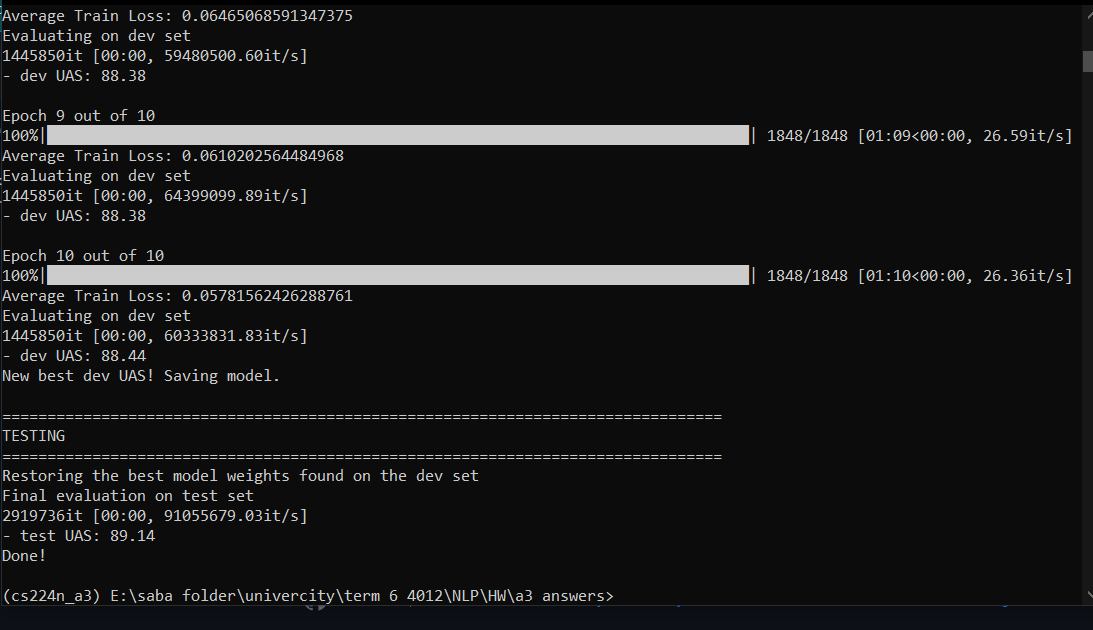 Average Train Loss: 0.06465068591347375
Evaluating on dev set
1445850it [00:00, 59480500.60it/s]
- dev UAS: 88.38
Epoch 9 out of 10
100%| | 1848/1848 [01:09<00:00, 26.59it/s]
Average Train Loss: 0.0610202564484968
Evaluating on dev set
1445850it [00:00, 64399099.89it/s]
- dev UAS: 88.38
Epoch 10 out of 10
100%| | 1848/1848 [01:10<00:00, 26.36it/s]
Average Train Loss: 0.05781562426288761
Evaluating on dev set
1445850it [00:00, 60333831.83it/s]
- dev UAS: 88.44
New best dev UAS! Saving model.
================================================================================
TESTING
================================================================================
Restoring the best model weights found on the dev set
Final evaluation on test set
2919736it [00:00, 91055679.03it/s]
- test UAS: 89.14
Done!
(cs224n_a3) E:\saba folder\univercity\term 6 4012\NLP\HW\a3 answers>